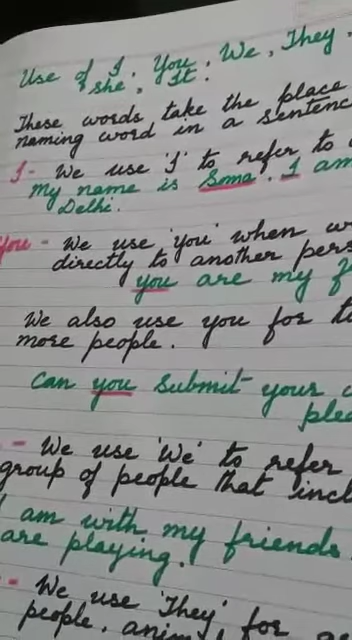 Use of I, You, We, They,
she, It.
These words take the place
naming word in a sentenc
I - We use 'I' to refer to
my name is Soma. I am
Delhi.
You - We use 'you' when w
directly to another pers
you are my f
We also use you for t
more people.
can you submit your
plea
- We use 'We' to refer
group of people that incl
I am with my friends.
are playing.
- We use 'They' for
people, anim